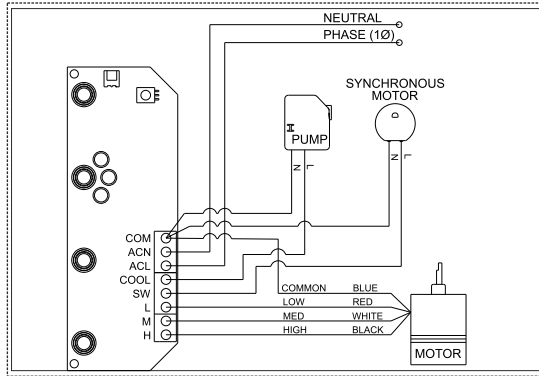 NEUTRAL
PHASE (1Ø)
SYNCHRONOUS
MOTOR
D
H
PUMP
N L
N L
COM
ACN
ACL
COOL
SW
L
M
H
COMMON BLUE
LOW RED
MED WHITE
HIGH BLACK
MOTOR